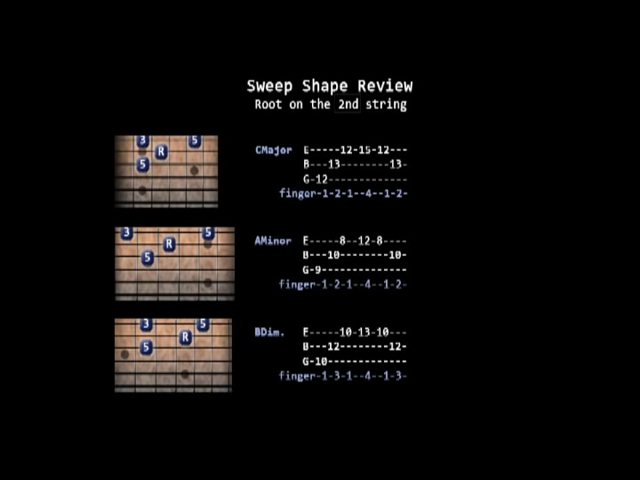 Sweep Shape Review
Root on the 2nd string
3 5
R
5
CMajor E-----12-15-12---
B---13--------13-
G-12-------------
finger-1-2-1--4--1-2-
3 5
R
5
AMinor E-----8--12-8----
B---10--------10-
G-9--------------
finger-1-2-1--4--1-2-
3 5
R
5
BDim. E-----10-13-10---
B---12--------12-
G-10-------------
finger-1-3-1--4--1-3-